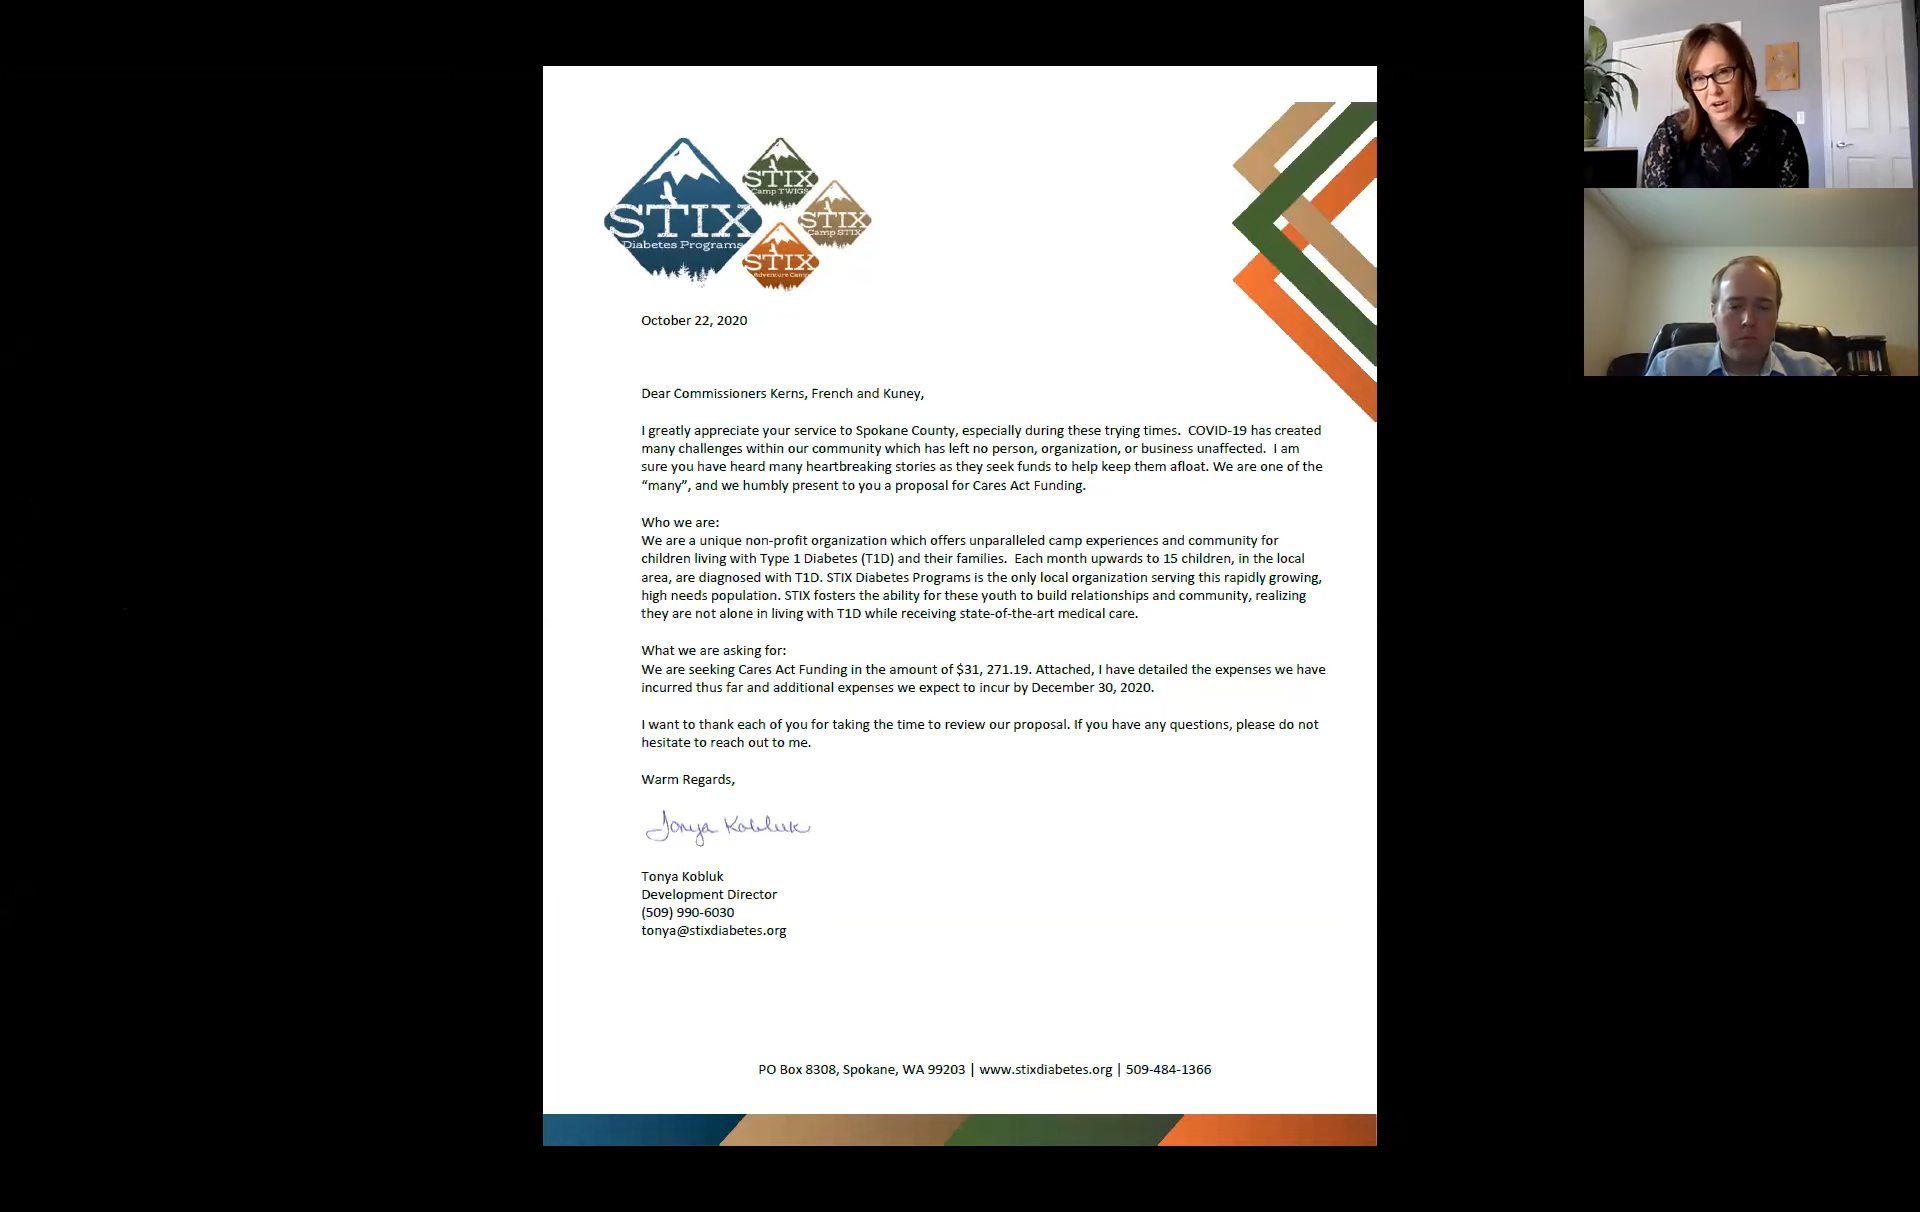 STIX
Diabetes Programs
STIX
Camp TWIGS
STIX
Camp STIX
STIX
Adventure Camp
October 22, 2020
Dear Commissioners Kerns, French and Kuney,
I greatly appreciate your service to Spokane County, especially during these trying times.  COVID-19 has created
many challenges within our community which has left no person, organization, or business unaffected.  I am
sure you have heard many heartbreaking stories as they seek funds to help keep them afloat. We are one of the
“many”, and we humbly present to you a proposal for Cares Act Funding.
Who we are:
We are a unique non-profit organization which offers unparalleled camp experiences and community for
children living with Type 1 Diabetes (T1D) and their families.  Each month upwards to 15 children, in the local
area, are diagnosed with T1D. STIX Diabetes Programs is the only local organization serving this rapidly growing,
high needs population. STIX fosters the ability for these youth to build relationships and community, realizing
they are not alone in living with T1D while receiving state-of-the-art medical care.
What we are asking for:
We are seeking Cares Act Funding in the amount of $31, 271.19. Attached, I have detailed the expenses we have
incurred thus far and additional expenses we expect to incur by December 30, 2020.
I want to thank each of you for taking the time to review our proposal. If you have any questions, please do not
hesitate to reach out to me.
Warm Regards,
Tonya Kobluk
Tonya Kobluk
Development Director
(509) 990-6030
tonya@stixdiabetes.org
PO Box 8308, Spokane, WA 99203 | www.stixdiabetes.org | 509-484-1366